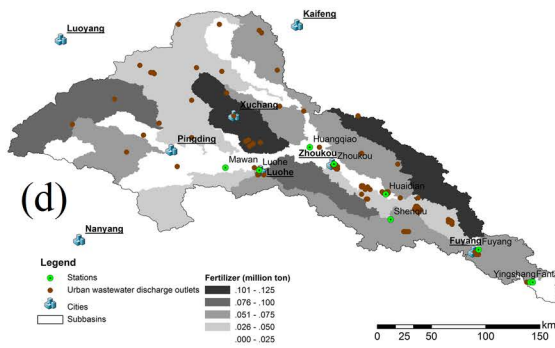 Kaifeng
Luoyang
Xuchang
Huangqiao
Pingding
Zhoukou
Zhoukou
Mawan
Luohe
Luohe
Huaidian
(d)
Shenqiu
Nanyang
Fuyang Fuyang
Legend
Stations
Urban wastewater discharge outlets
Cities
Subbasins
Fertilizer (million ton)
.101 - .125
.076 - .100
.051 - .075
.026 - .050
.000 - .025
km
0 25 50 100 150